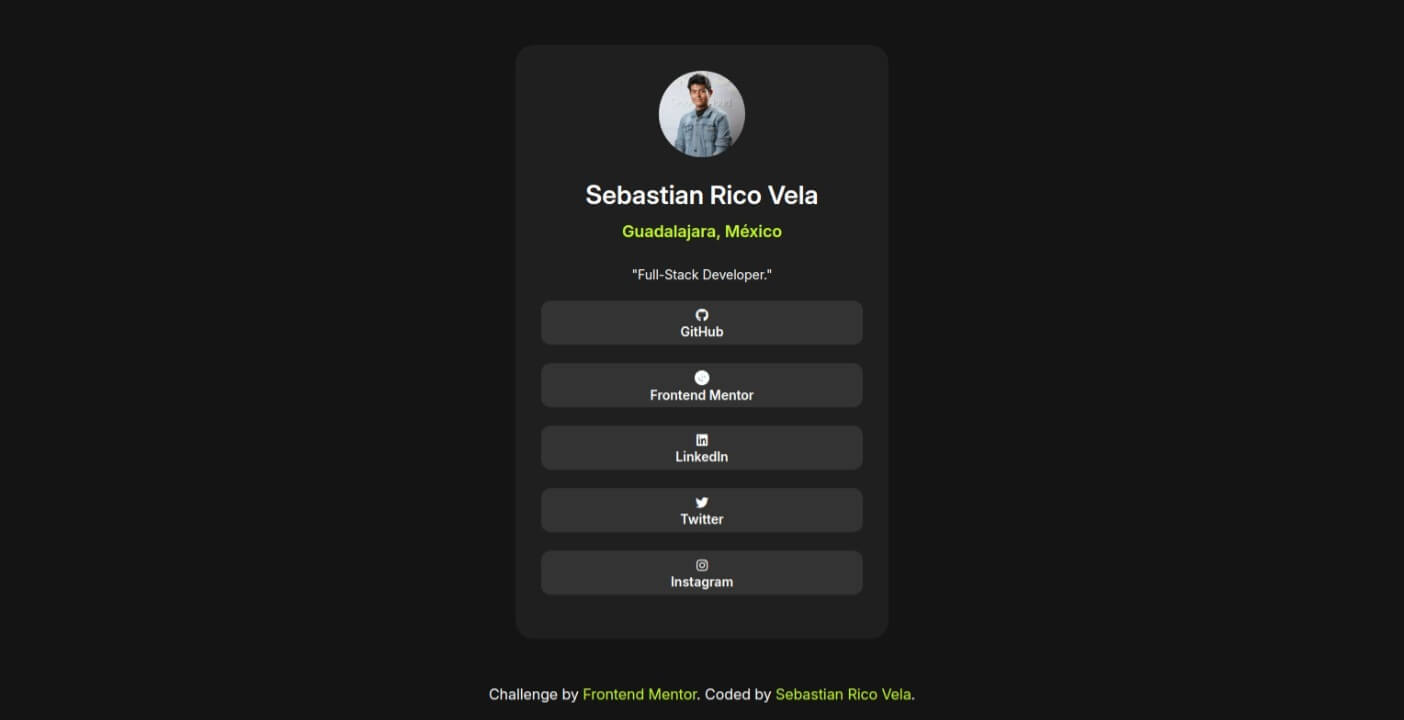 Sebastian Rico Vela
Guadalajara, México
"Full-Stack Developer."
GitHub
Frontend Mentor
LinkedIn
Twitter
Instagram
Challenge by Frontend Mentor. Coded by Sebastian Rico Vela.